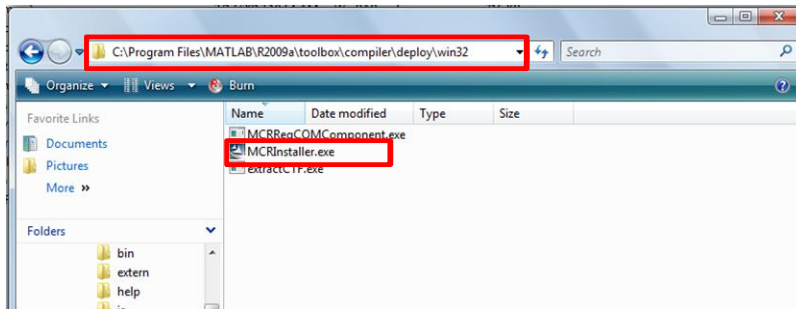 C:\Program Files\MATLAB\R2009a\toolbox\compiler\deploy\win32
Search
Organize Views Burn
Favorite Links
Documents
Pictures
More »
Folders
bin
extern
help
Name Date modified Type Size
MCRRegCOMComponent.exe
MCRInstaller.exe
extractCTF.exe